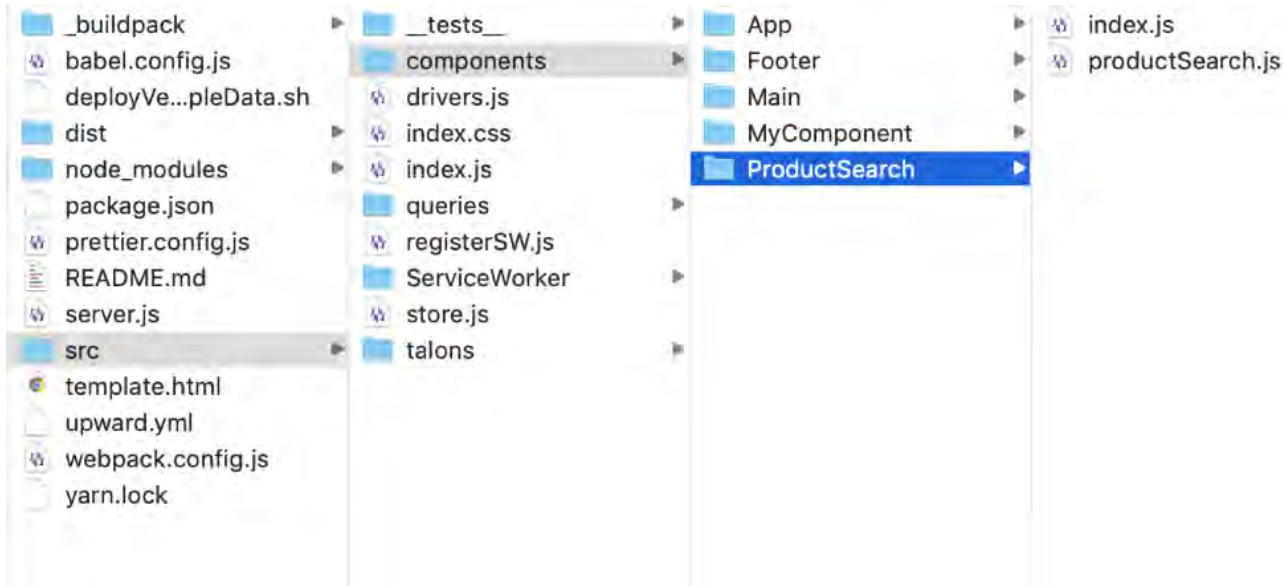 _buildpack
babel.config.js
deployVe...pleData.sh
dist
node_modules
package.json
prettier.config.js
README.md
server.js
src
template.html
upward.yml
webpack.config.js
yarn.lock
__tests__
components
drivers.js
index.css
index.js
queries
registerSW.js
ServiceWorker
store.js
talons
App
Footer
Main
MyComponent
ProductSearch
index.js
productSearch.js